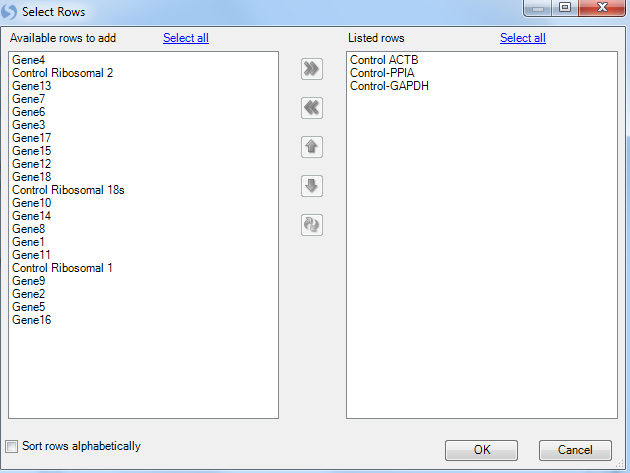 Select Rows
Available rows to add Select all
Gene4
Control Ribosomal 2
Gene13
Gene7
Gene6
Gene3
Gene17
Gene15
Gene12
Gene18
Control Ribosomal 18s
Gene10
Gene14
Gene8
Gene1
Gene11
Control Ribosomal 1
Gene9
Gene2
Gene5
Gene16
Listed rows Select all
Control ACTB
Control-PPIA
Control-GAPDH
Sort rows alphabetically
OK Cancel